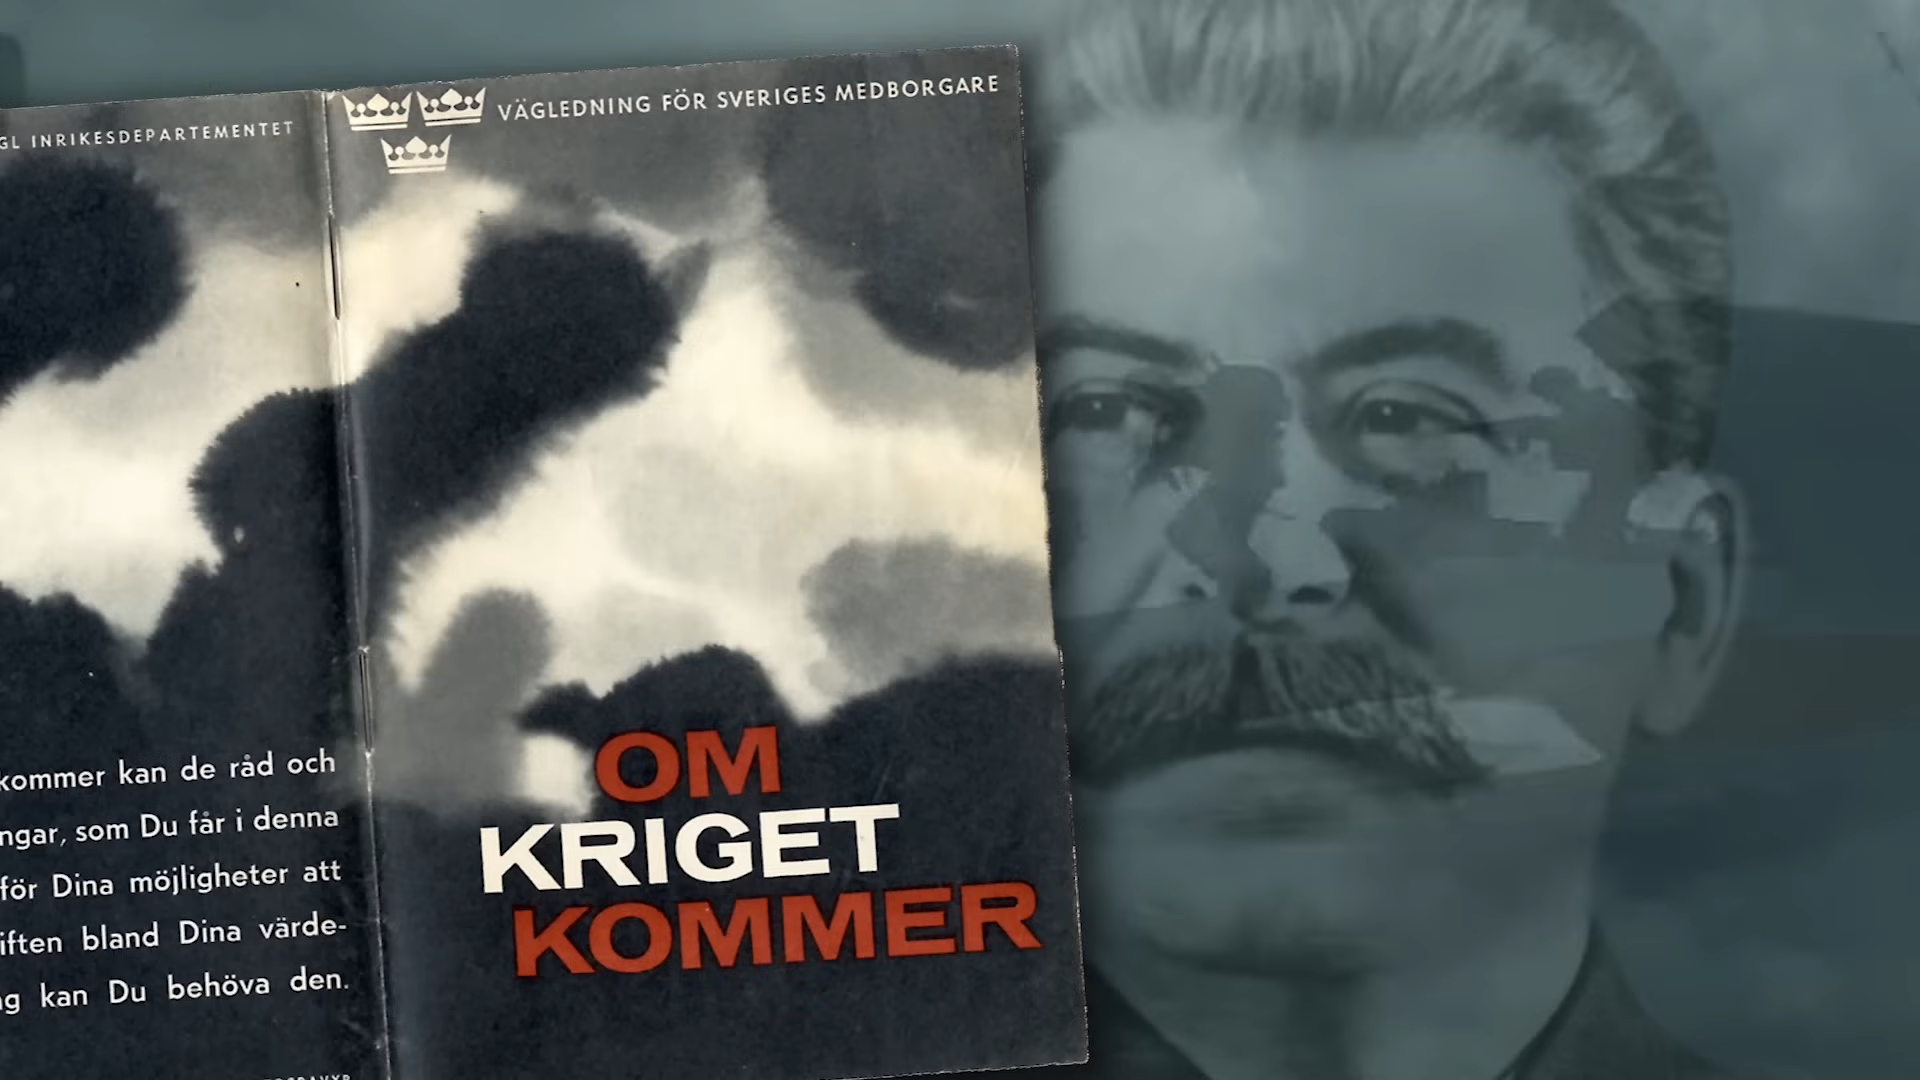 GL INRIKESDEPARTEMENTET
VÄGLEDNING FÖR SVERIGES MEDBORGARE
kommer kan de råd och
ngar, som Du får i denna
för Dina möjligheter att
iften bland Dina värde-
ng kan Du behöva den.
OM
KRIGET
KOMMER